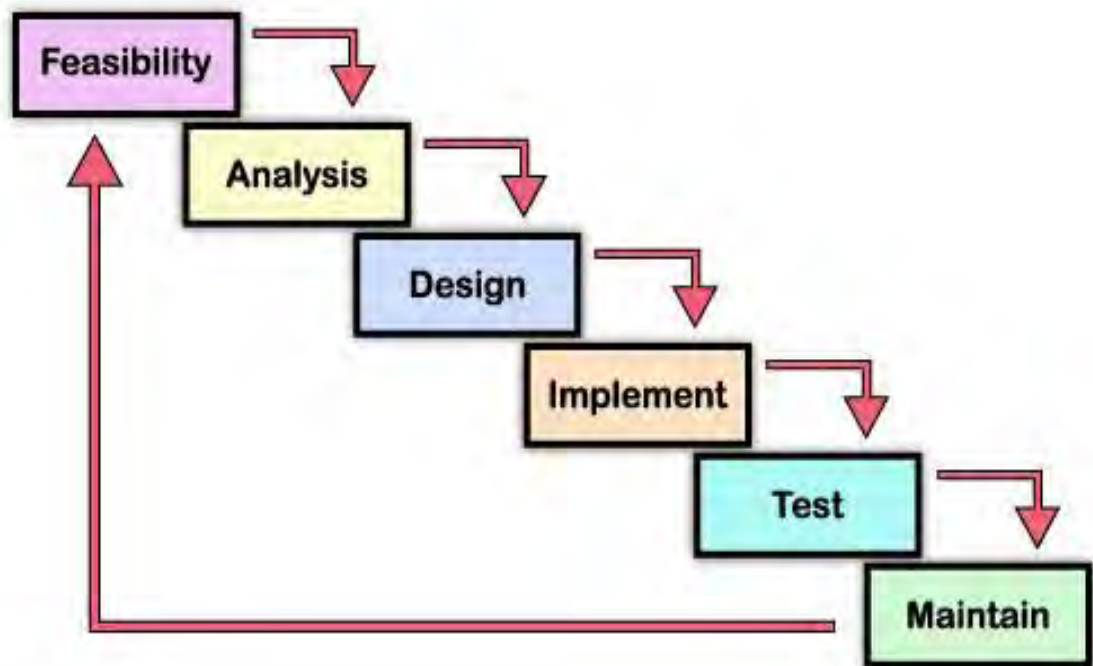 Feasibility
Analysis
Design
Implement
Test
Maintain